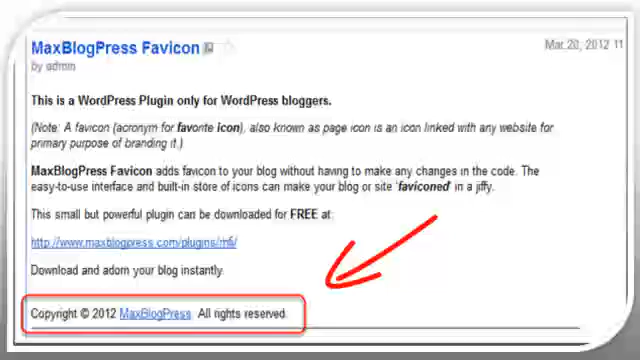 MaxBlogPress Favicon
Mar 20, 2012 11
by admin
This is a WordPress Plugin only for WordPress bloggers.
(Note: A favicon (acronym for favorite icon), also known as page icon is an icon linked with any website for
primary purpose of branding it.)
MaxBlogPress Favicon adds favicon to your blog without having to make any changes in the code. The
easy-to-use interface and built-in store of icons can make your blog or site 'faviconed' in a jiffy.
This small but powerful plugin can be downloaded for FREE at:
http://www.maxblogpress.com/plugins/mfi/
Download and adorn your blog instantly.
Copyright © 2012 MaxBlogPress. All rights reserved.